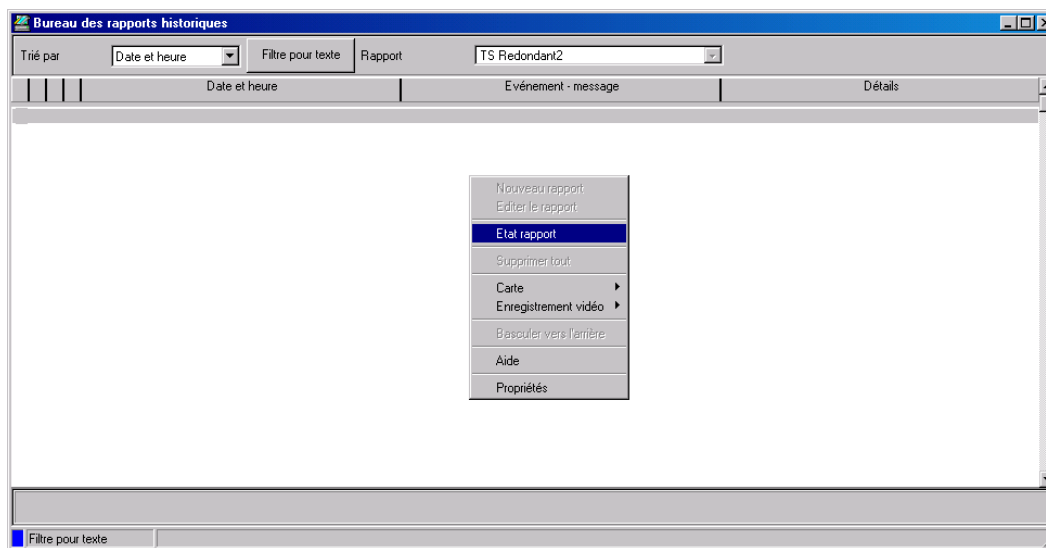 Bureau des rapports historiques
Trié par Date et heure Filtre pour texte Rapport TS Redondant2
Date et heure Evénement - message Détails
Nouveau rapport
Editer le rapport
Etat rapport
Supprimer tout
Carte
Enregistrement vidéo
Basculer vers l'arrière
Aide
Propriétés
Filtre pour texte